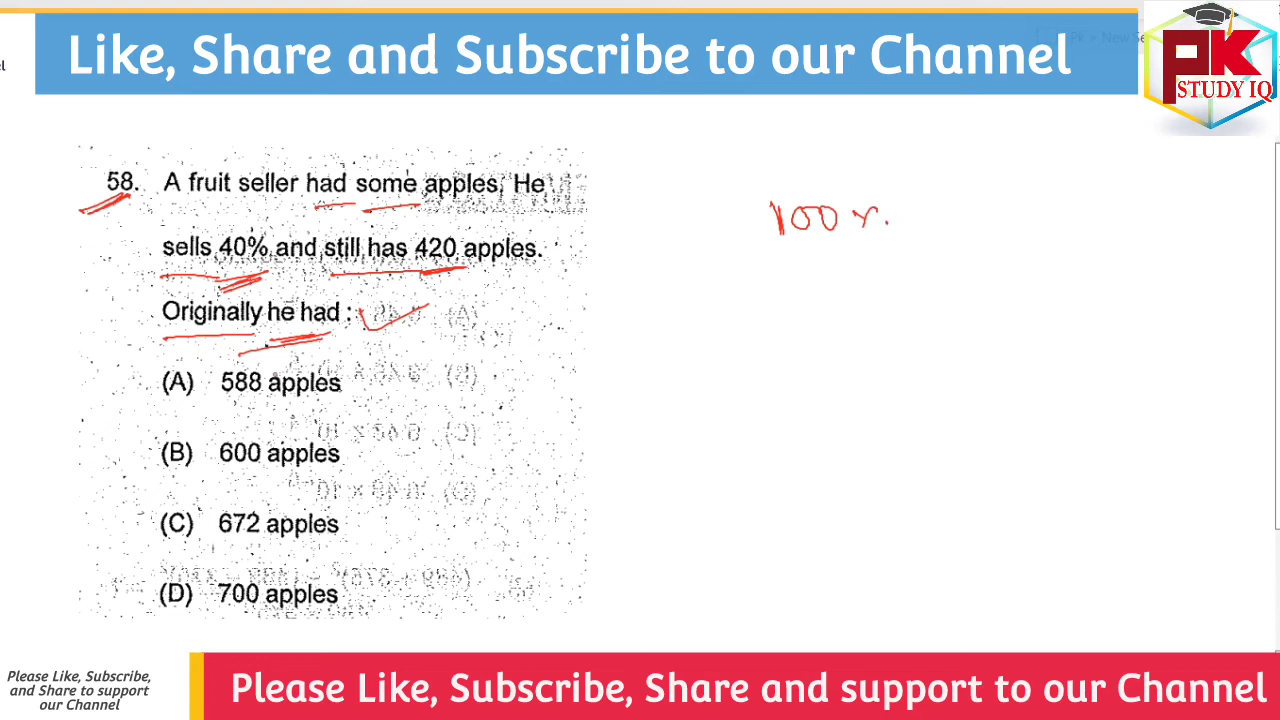 Like, Share and Subscribe to our Channel
PK
STUDY IQ
58. A fruit seller had some apples. He
sells 40% and still has 420 apples.
Originally he had :
(A) 588 apples
(B) 600 apples
(C) 672 apples
(D) 700 apples
100
Please Like, Subscribe,
and Share to support
our Channel
Please Like, Subscribe, Share and support to our Channel